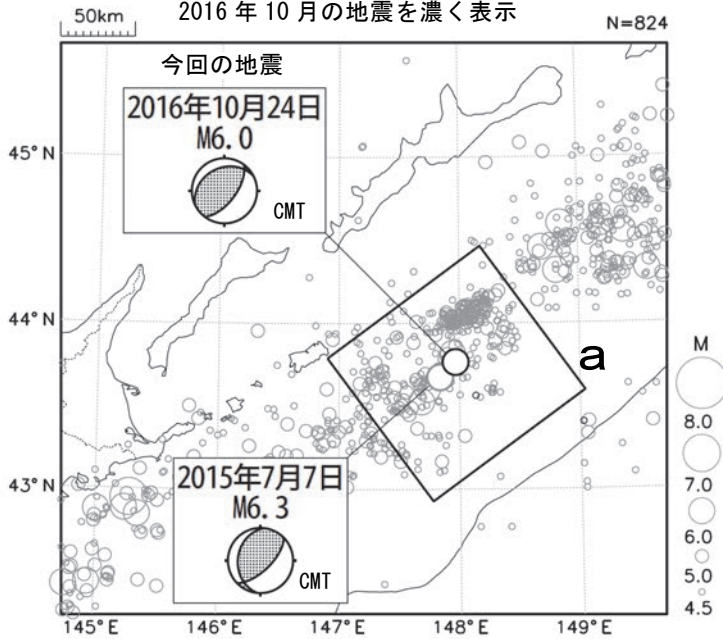 2016 年 10 月の地震を濃く表示
50km
N=824
今回の地震
2016年10月24日
M6.0
CMT
45° N
44° N
a
M
8.0
7.0
6.0
5.0
4.5
43° N
2015年7月7日
M6.3
CMT
145° E
146° E
147° E
148° E
149° E